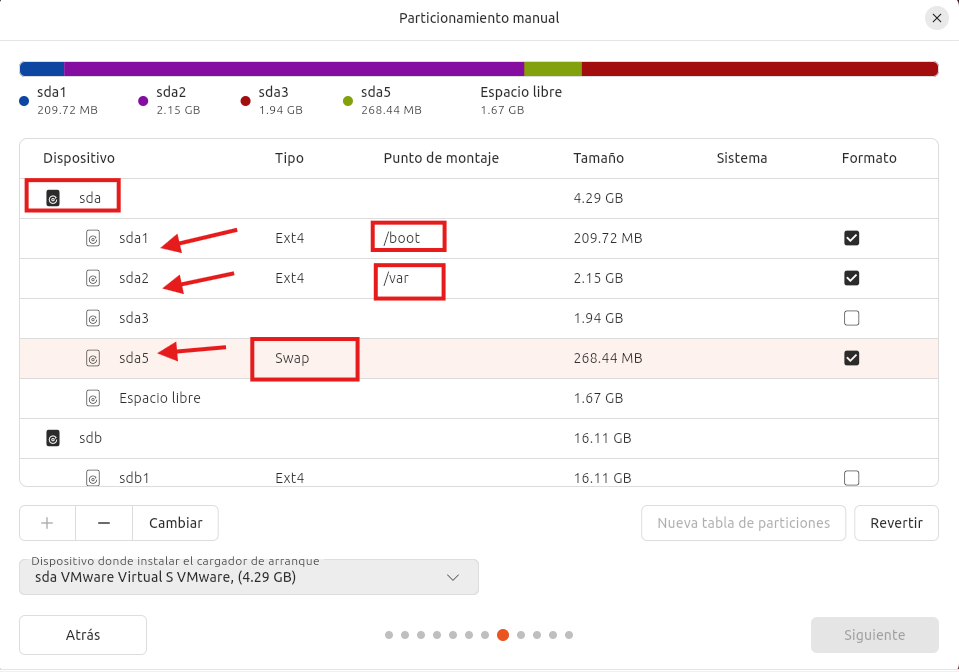 Particionamiento manual
sda1 sda2 sda3 sda5 Espacio libre
209.72 MB 2.15 GB 1.94 GB 268.44 MB 1.67 GB
Dispositivo Tipo Punto de montaje Tamaño Sistema Formato
sda 4.29 GB
sda1 Ext4 /boot 209.72 MB
sda2 Ext4 /var 2.15 GB
sda3 1.94 GB
sda5 Swap 268.44 MB
Espacio libre 1.67 GB
sdb 16.11 GB
sdb1 Ext4 16.11 GB
+ − Cambiar Nueva tabla de particiones Revertir
Dispositivo donde instalar el cargador de arranque
sda VMware Virtual S VMware, (4.29 GB)
Atrás Siguiente